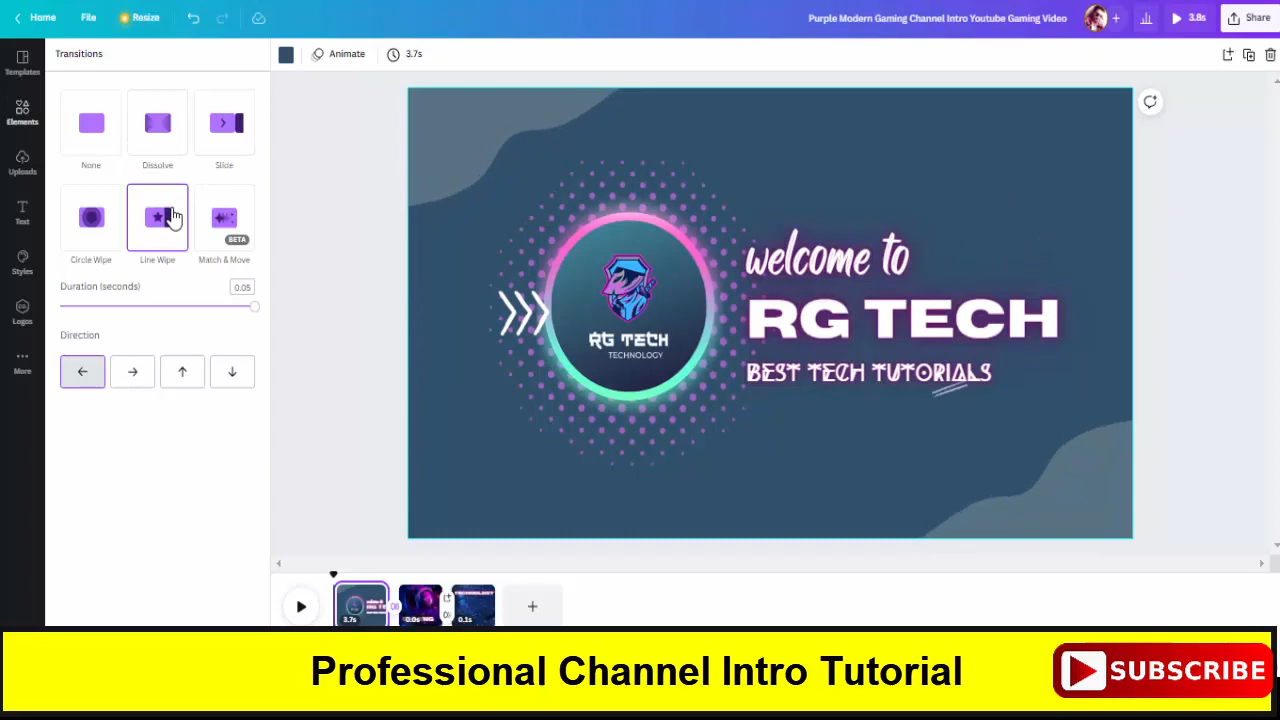 Home File Resize Purple Modern Gaming Channel Intro Youtube Gaming Video 3.8s Share
Templates
Elements
Uploads
Text
Styles
Logos
More
Transitions
None Dissolve Slide
BETA
Circle Wipe Line Wipe Match & Move
Duration (seconds) 0.05
Direction
Animate 3.7s
welcome to
RG TECH
BEST TECH TUTORIALS
RG TECH
TECHNOLOGY
3.7s 0.0s 0.1s
TECHNOLOGY
Professional Channel Intro Tutorial
SUBSCRIBE